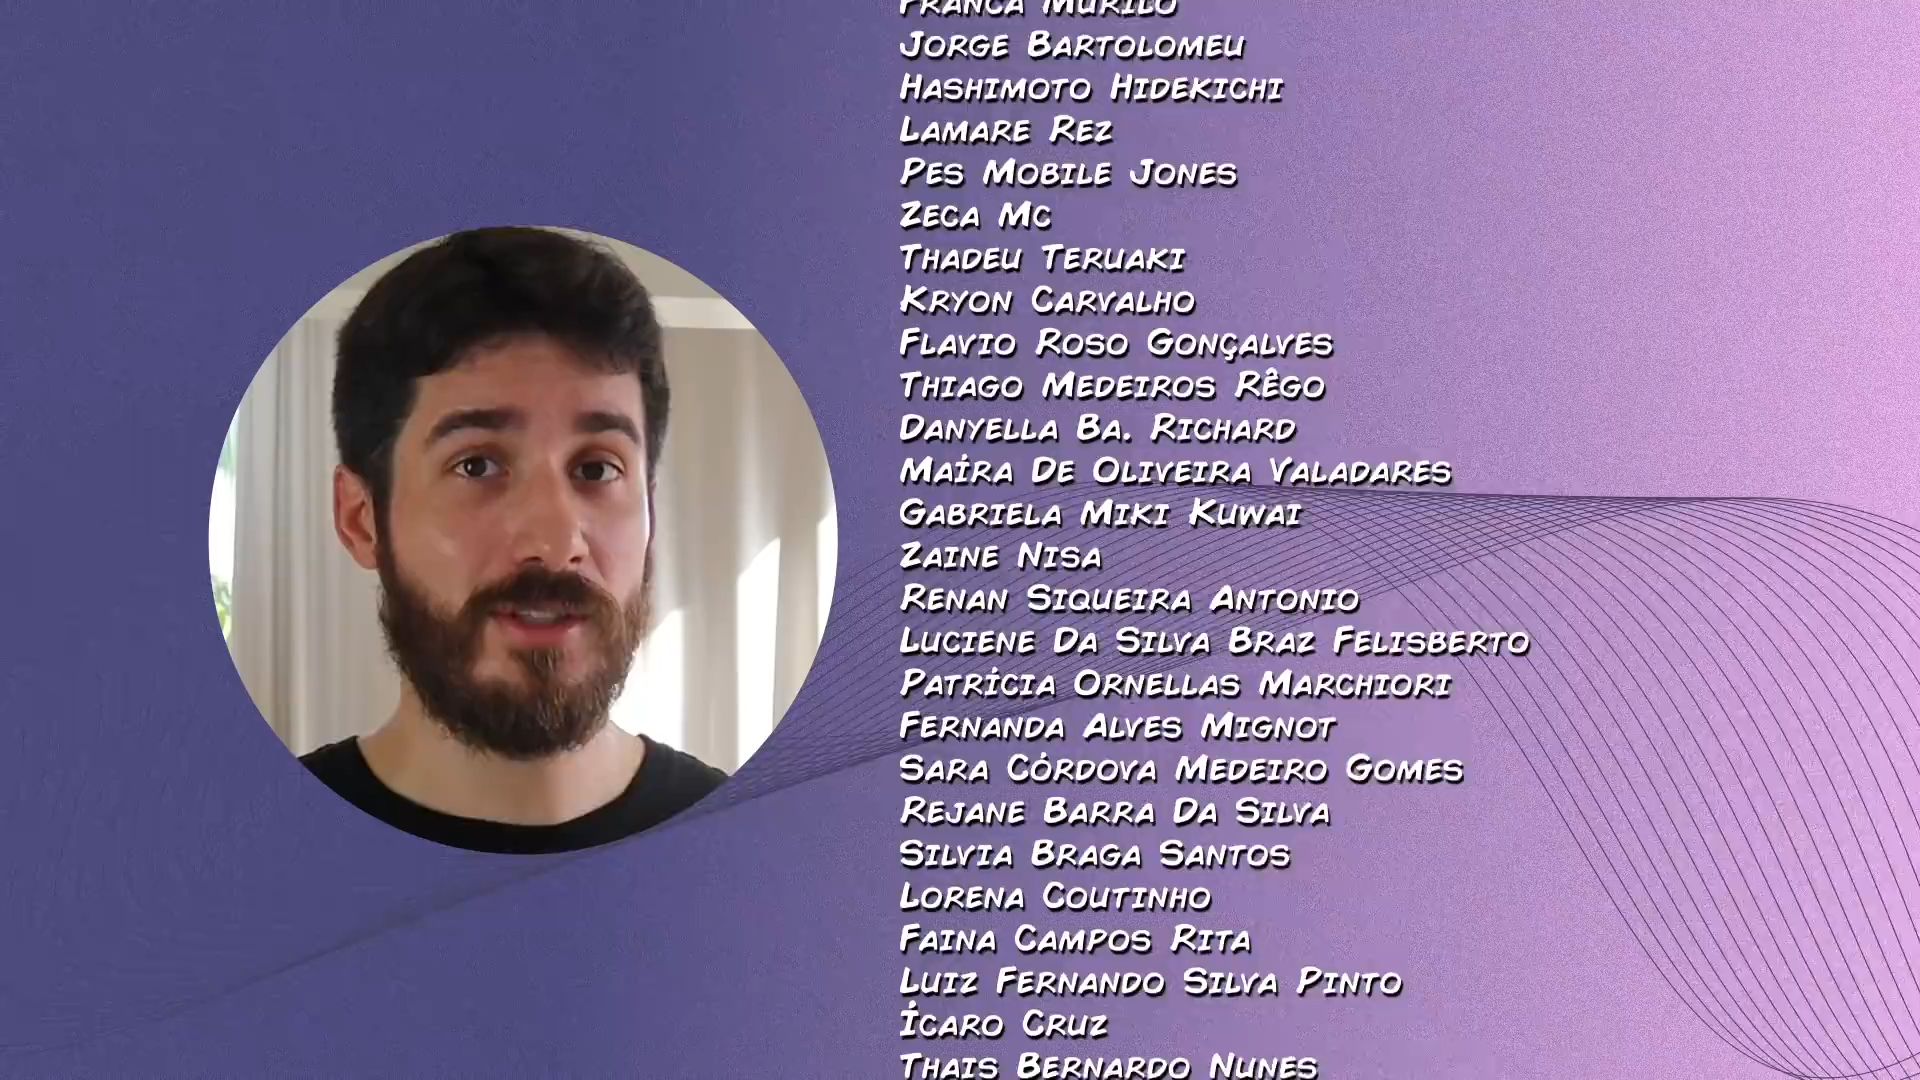 Franca Murilo
Jorge Bartolomeu
Hashimoto Hidekichi
Lamare Rez
Pes Mobile Jones
Zeca Mc
Thadeu Teruaki
Kryon Carvalho
Flavio Roso Gonçalves
Thiago Medeiros Rêgo
Danyella Ba. Richard
Maíra De Oliveira Valadares
Gabriela Miki Kuwai
Zaine Nisa
Renan Siqueira Antonio
Luciene Da Silva Braz Felisberto
Patrícia Ornellas Marchiori
Fernanda Alves Mignot
Sara Córdova Medeiro Gomes
Rejane Barra Da Silva
Silvia Braga Santos
Lorena Coutinho
Faina Campos Rita
Luiz Fernando Silva Pinto
Ícaro Cruz
Thais Bernardo Nunes